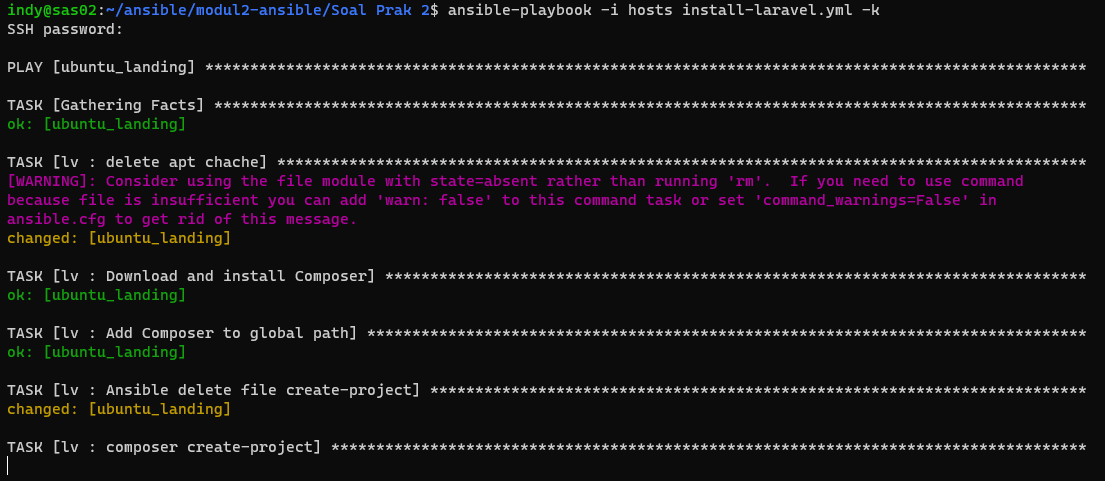 indy@sas02:~/ansible/modul2-ansible/Soal Prak 2$ ansible-playbook -i hosts install-laravel.yml -k
SSH password:
PLAY [ubuntu_landing] **************************************************************************************************
TASK [Gathering Facts] *************************************************************************************************
ok: [ubuntu_landing]
TASK [lv : delete apt chache] ******************************************************************************************
[WARNING]: Consider using the file module with state=absent rather than running 'rm'.  If you need to use command
because file is insufficient you can add 'warn: false' to this command task or set 'command_warnings=False' in
ansible.cfg to get rid of this message.
changed: [ubuntu_landing]
TASK [lv : Download and install Composer] ******************************************************************************
ok: [ubuntu_landing]
TASK [lv : Add Composer to global path] ********************************************************************************
ok: [ubuntu_landing]
TASK [lv : Ansible delete file create-project] *************************************************************************
changed: [ubuntu_landing]
TASK [lv : composer create-project] ************************************************************************************